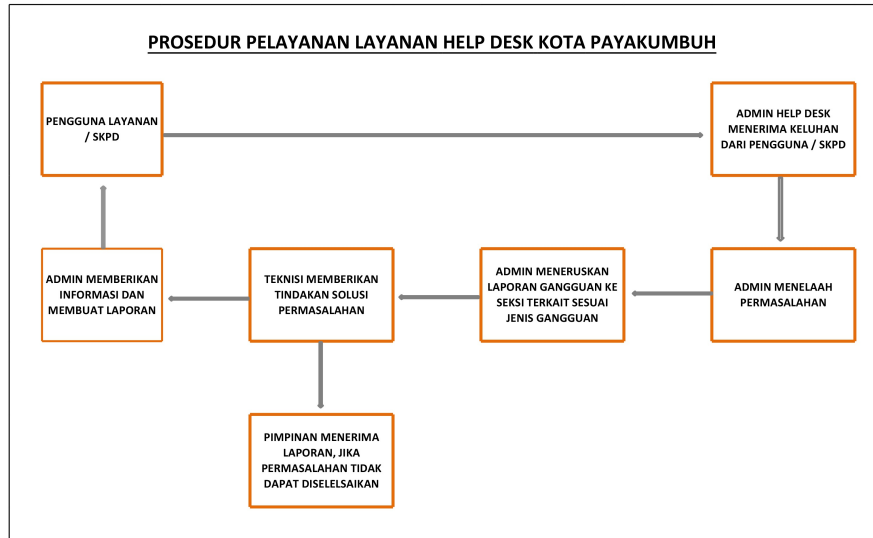 PROSEDUR PELAYANAN LAYANAN HELP DESK KOTA PAYAKUMBUH
PENGGUNA LAYANAN
/ SKPD
ADMIN HELP DESK
MENERIMA KELUHAN
DARI PENGGUNA / SKPD
ADMIN MENELAAH
PERMASALAHAN
ADMIN MENERUSKAN
LAPORAN GANGGUAN KE
SEKSI TERKAIT SESUAI
JENIS GANGGUAN
TEKNISI MEMBERIKAN
TINDAKAN SOLUSI
PERMASALAHAN
ADMIN MEMBERIKAN
INFORMASI DAN
MEMBUAT LAPORAN
PIMPINAN MENERIMA
LAPORAN, JIKA
PERMASALAHAN TIDAK
DAPAT DISELELSAIKAN